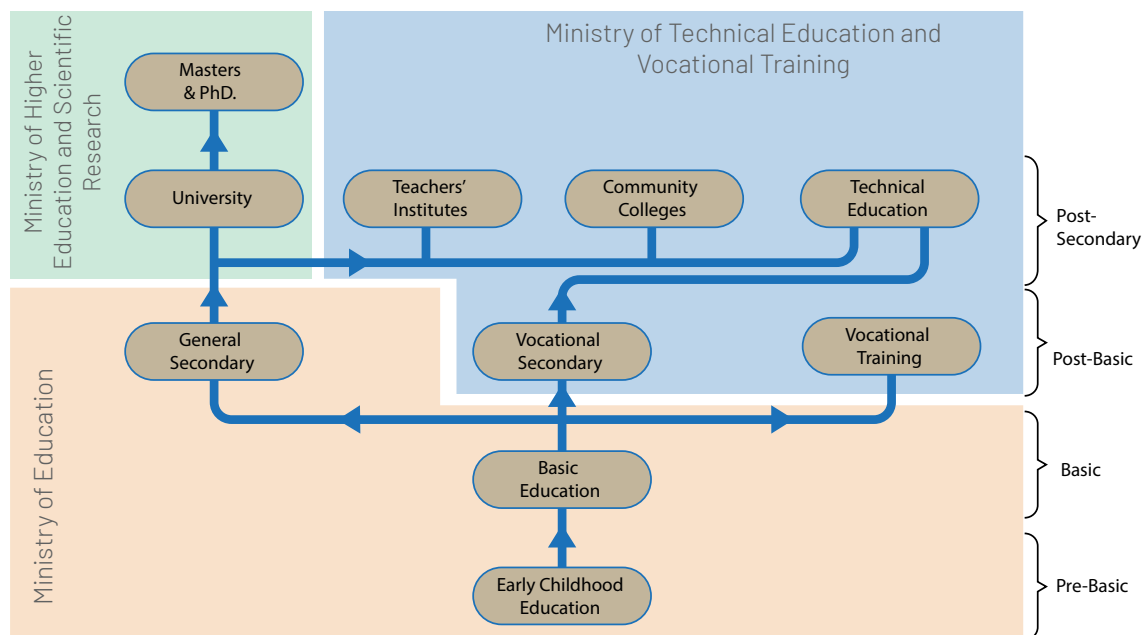 Ministry of Higher
Education and Scientific
Research
Masters
& PhD.
University
Ministry of Technical Education and
Vocational Training
Teachers'
Institutes
Community
Colleges
Technical
Education
Post-
Secondary
General
Secondary
Vocational
Secondary
Vocational
Training
Post-Basic
Ministry of Education
Basic
Education
Basic
Early Childhood
Education
Pre-Basic